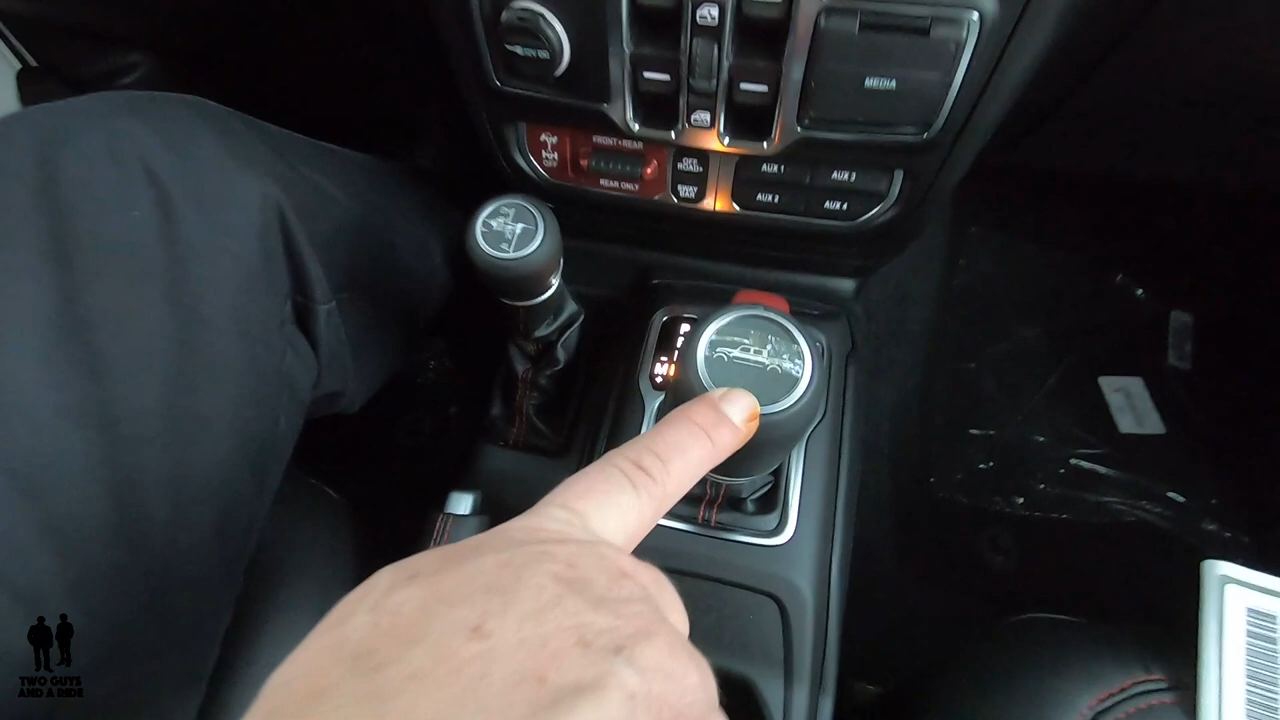 MEDIA
FRONT+REAR
OFF
REAR ONLY
OFF
ROAD+
SWAY
BAR
AUX 1
AUX 3
AUX 2
AUX 4
P
M
+
TWO GUYS
AND A RIDE